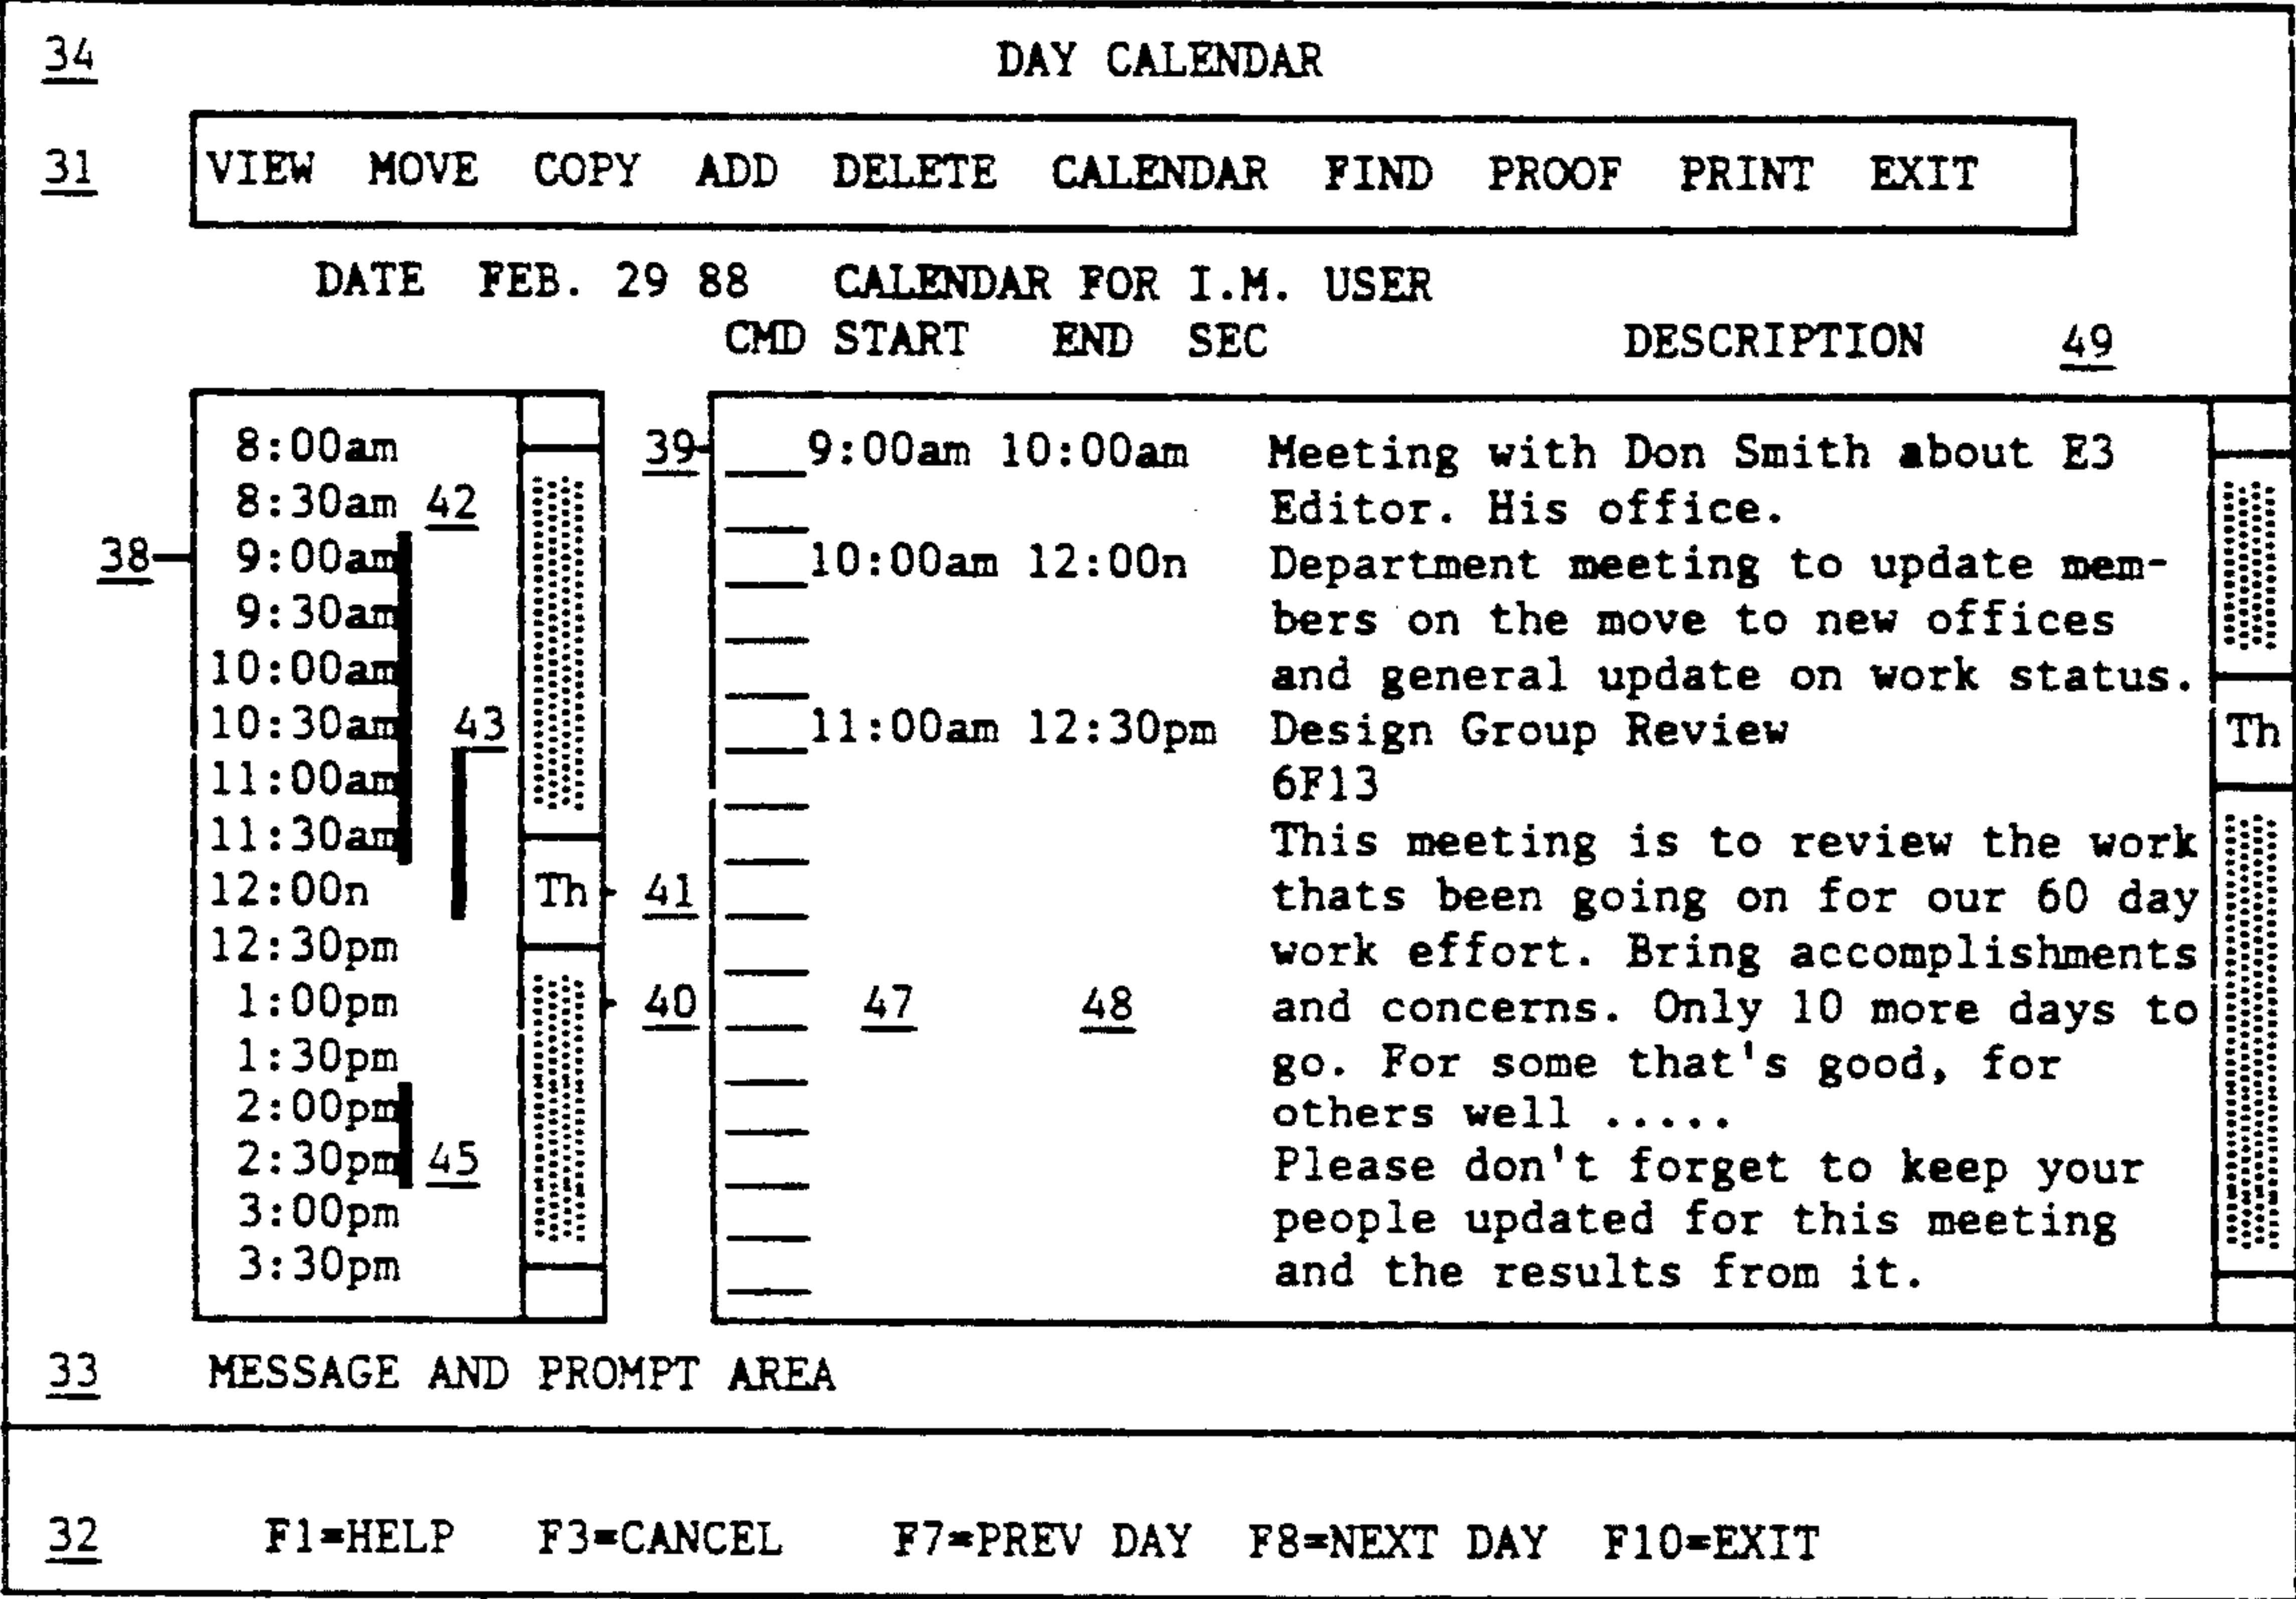 34 DAY CALENDAR
31 VIEW MOVE COPY ADD DELETE CALENDAR FIND PROOF PRINT EXIT
DATE FEB. 29 88 CALENDAR FOR I.M. USER
CMD START END SEC DESCRIPTION 49
8:00am 39 9:00am 10:00am Meeting with Don Smith about E3
8:30am 42 Editor. His office.
38 9:00am 10:00am 12:00n Department meeting to update mem-
9:30am bers on the move to new offices
10:00am and general update on work status.
10:30am 43 11:00am 12:30pm Design Group Review Th
11:00am 6F13
11:30am This meeting is to review the work
12:00n Th 41 thats been going on for our 60 day
12:30pm work effort. Bring accomplishments
1:00pm 40 47 48 and concerns. Only 10 more days to
1:30pm go. For some that's good, for
2:00pm others well .....
2:30pm 45 Please don't forget to keep your
3:00pm people updated for this meeting
3:30pm and the results from it.
33 MESSAGE AND PROMPT AREA
32 F1=HELP F3=CANCEL F7=PREV DAY F8=NEXT DAY F10=EXIT